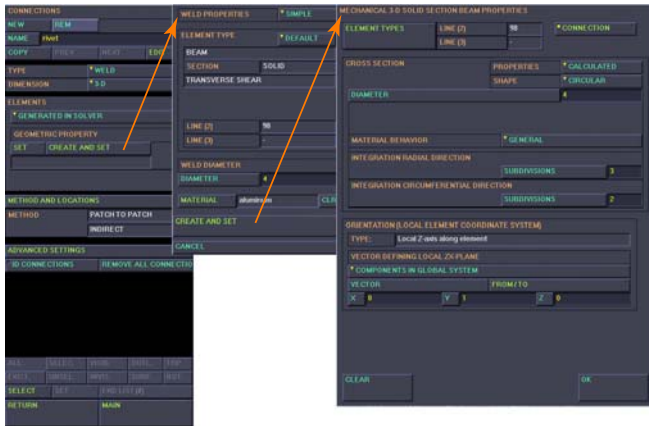 CONNECTIONS
NEW REM
NAME rivet
COPY PREV NEXT EDIT
TYPE * WELD
DIMENSION * 3-D
ELEMENTS
* GENERATED IN SOLVER
GEOMETRIC PROPERTY
SET CREATE AND SET
METHOD AND LOCATIONS
METHOD PATCH TO PATCH
INDIRECT
ADVANCED SETTINGS
ID CONNECTIONS REMOVE ALL CONNECTIO
SELECT SET END LIST (#)
RETURN MAIN
WELD PROPERTIES * SIMPLE
ELEMENT TYPE * DEFAULT
BEAM
SECTION SOLID
TRANSVERSE SHEAR
LINE (2) 98
LINE (3) -
WELD DIAMETER
DIAMETER 4
MATERIAL aluminum CLR
CREATE AND SET
CANCEL
MECHANICAL 3-D SOLID SECTION BEAM PROPERTIES
ELEMENT TYPES LINE (2) 98 * CONNECTION
LINE (3) -
CROSS SECTION PROPERTIES * CALCULATED
SHAPE * CIRCULAR
DIAMETER 4
MATERIAL BEHAVIOR * GENERAL
INTEGRATION RADIAL DIRECTION
SUBDIVISIONS 3
INTEGRATION CIRCUMFERENTIAL DIRECTION
SUBDIVISIONS 2
ORIENTATION (LOCAL ELEMENT COORDINATE SYSTEM)
TYPE: Local Z-axis along element
VECTOR DEFINING LOCAL ZX-PLANE
* COMPONENTS IN GLOBAL SYSTEM
VECTOR FROM / TO
X 0 Y 1 Z 0
CLEAR OK